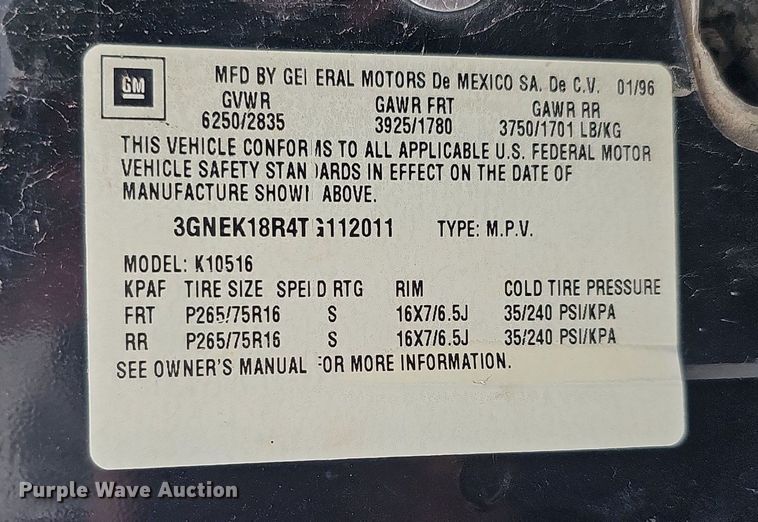 GM
MFD BY GENERAL MOTORS De MEXICO SA. De C.V. 01/96
GVWR GAWR FRT GAWR RR
6250/2835 3925/1780 3750/1701 LB/KG
THIS VEHICLE CONFORMS TO ALL APPLICABLE U.S. FEDERAL MOTOR
VEHICLE SAFETY STANDARDS IN EFFECT ON THE DATE OF
MANUFACTURE SHOWN ABOVE.
3GNEK18R4TG112011 TYPE: M.P.V.
MODEL: K10516
KPAF TIRE SIZE SPEED RTG RIM COLD TIRE PRESSURE
FRT P265/75R16 S 16X7/6.5J 35/240 PSI/KPA
RR P265/75R16 S 16X7/6.5J 35/240 PSI/KPA
SEE OWNER'S MANUAL FOR MORE INFORMATION.
Purple Wave Auction